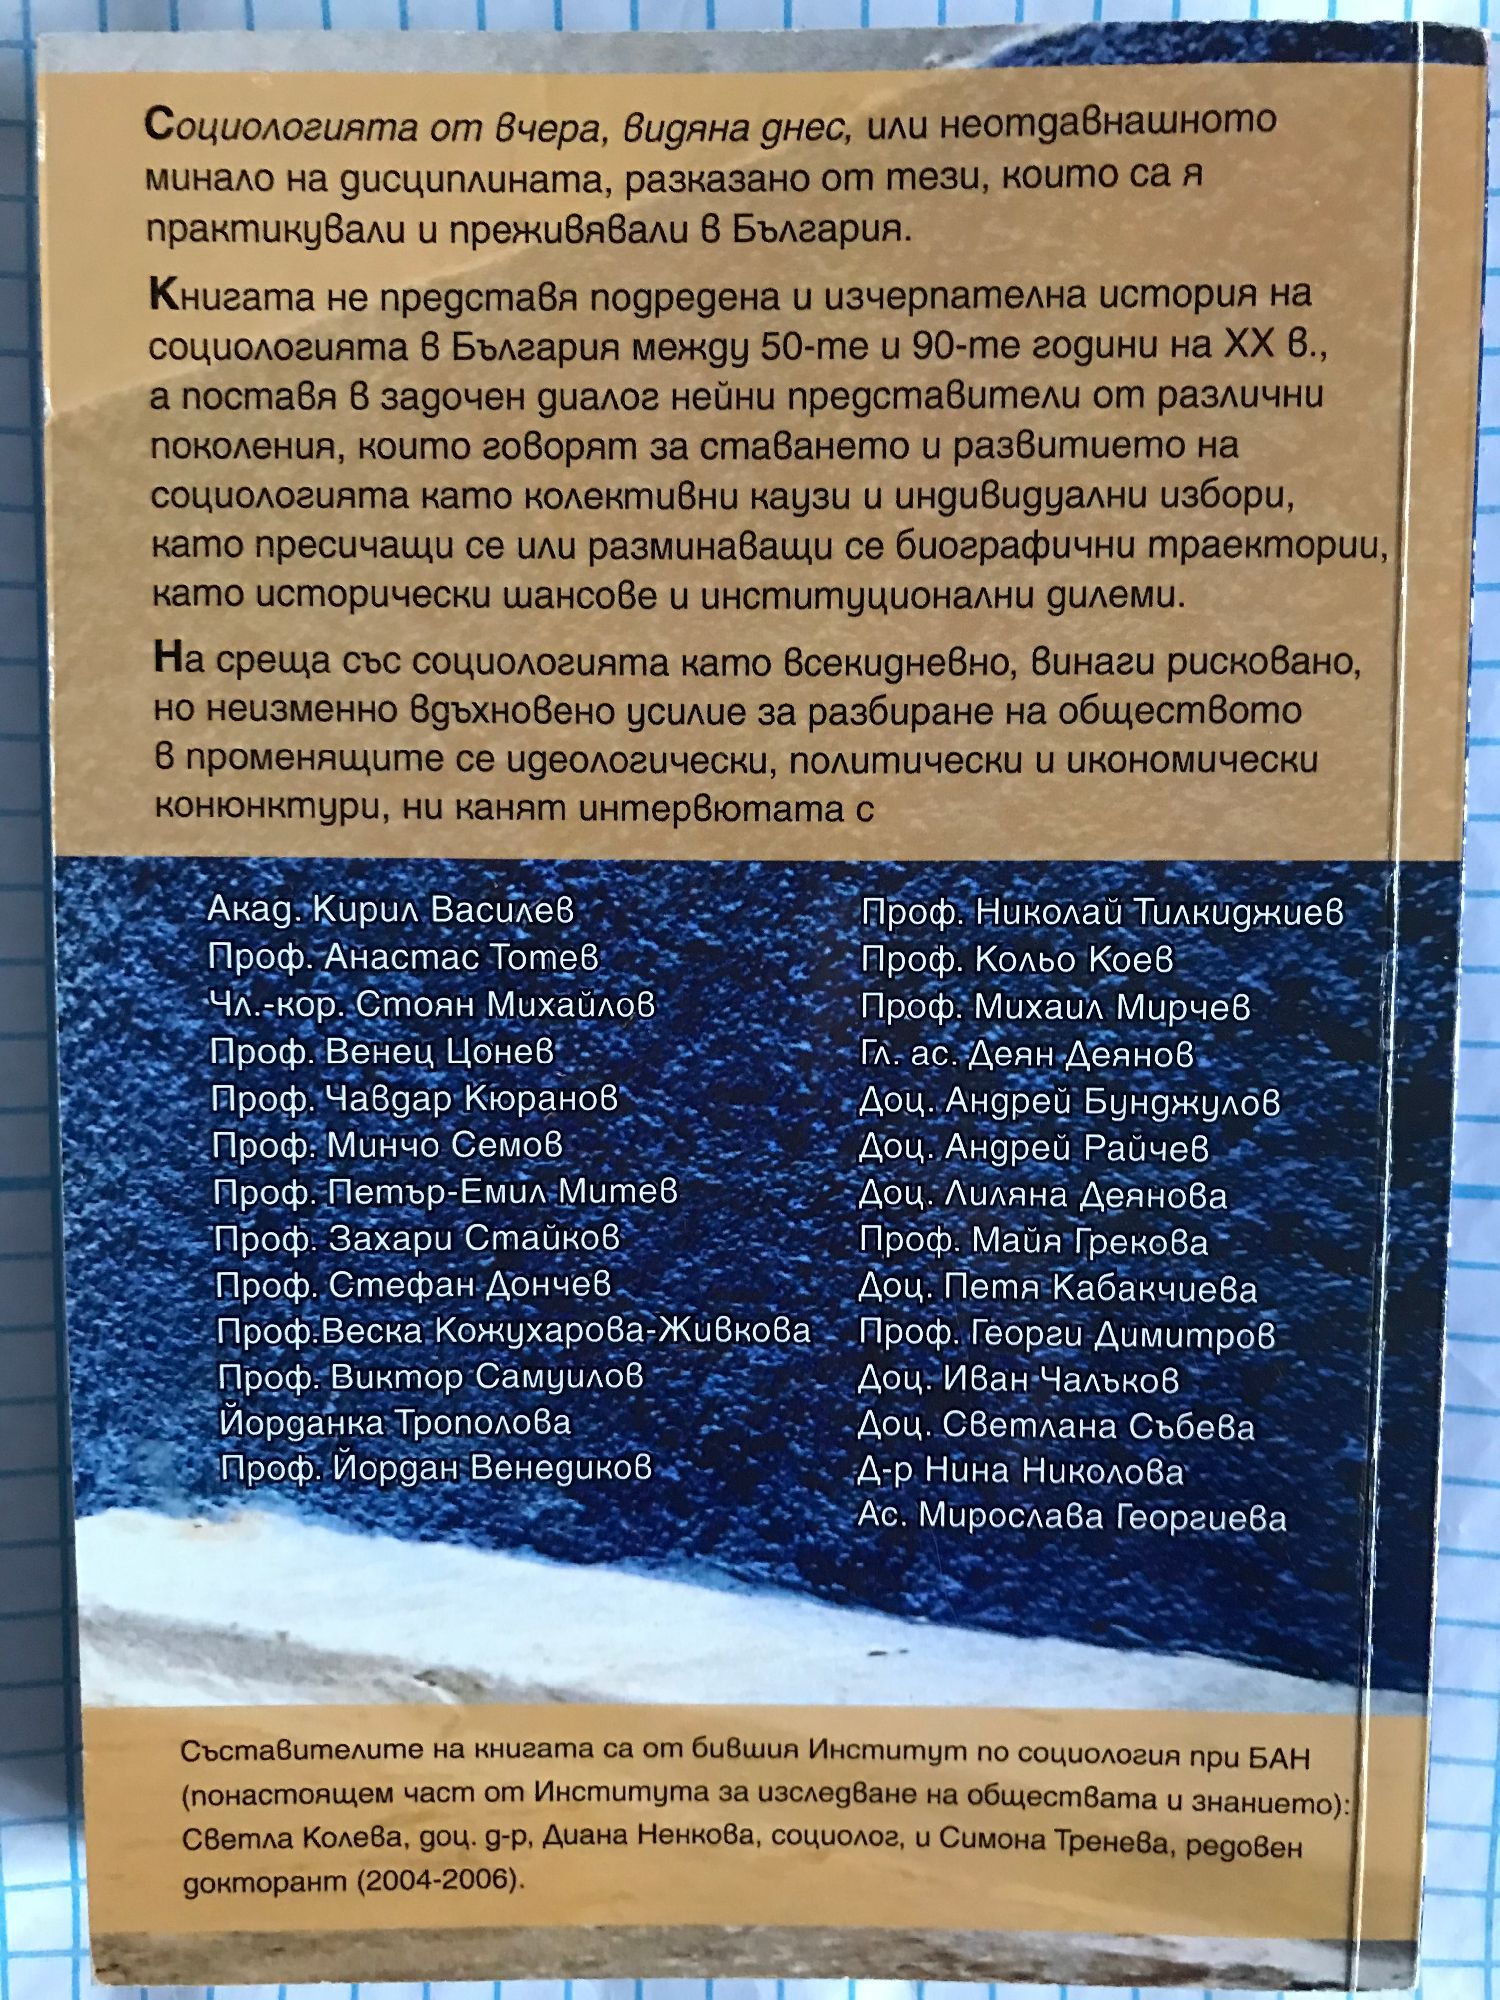 Социологията от вчера, видяна днес, или неотдавнашното
минало на дисциплината, разказано от тези, които са я
практикували и преживявали в България.
Книгата не представя подредена и изчерпателна история на
социологията в България между 50-те и 90-те години на XX в.,
а поставя в задочен диалог нейни представители от различни
поколения, които говорят за ставането и развитието на
социологията като колективни каузи и индивидуални избори,
като пресичащи се или разминаващи се биографични траектории,
като исторически шансове и институционални дилеми.
На среща със социологията като всекидневно, винаги рисковано,
но неизменно вдъхновено усилие за разбиране на обществото
в променящите се идеологически, политически и икономически
конюнктури, ни канят интервютата с
Акад. Кирил Василев
Проф. Анастас Тотев
Чл.-кор. Стоян Михайлов
Проф. Венец Цонев
Проф. Чавдар Кюранов
Проф. Минчо Семов
Проф. Петър-Емил Митев
Проф. Захари Стайков
Проф. Стефан Дончев
Проф.Веска Кожухарова-Живкова
Проф. Виктор Самуилов
Йорданка Трополова
Проф. Йордан Венедиков
Проф. Николай Тилкиджиев
Проф. Кольо Коев
Проф. Михаил Мирчев
Гл. ас. Деян Деянов
Доц. Андрей Бунджулов
Доц. Андрей Райчев
Доц. Лиляна Деянова
Проф. Майя Грекова
Доц. Петя Кабакчиева
Проф. Георги Димитров
Доц. Иван Чалъков
Доц. Светлана Събева
Д-р Нина Николова
Ас. Мирослава Георгиева
Съставителите на книгата са от бившия Институт по социология при БАН
(понастоящем част от Института за изследване на обществата и знанието):
Светла Колева, доц. д-р, Диана Ненкова, социолог, и Симона Тренева, редовен
докторант (2004-2006).